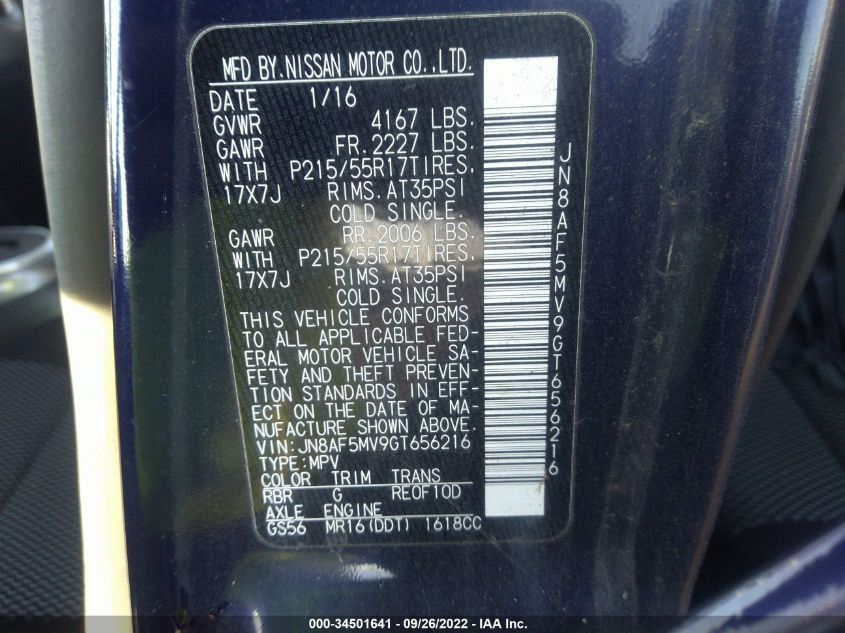 MFD BY. NISSAN MOTOR CO., LTD.
DATE 1/16
GVWR 4167 LBS.
GAWR FR. 2227 LBS.
WITH P215/55R17TIRES,
17X7J RIMS. AT35PSI
COLD SINGLE.
GAWR RR. 2006 LBS.
WITH P215/55R17TIRES,
17X7J RIMS. AT35PSI
COLD SINGLE.
THIS VEHICLE CONFORMS
TO ALL APPLICABLE FED-
ERAL MOTOR VEHICLE SA-
FETY AND THEFT PREVEN-
TION STANDARDS IN EFF-
ECT ON THE DATE OF MA-
NUFACTURE SHOWN ABOVE.
VIN: JN8AF5MV9GT656216
TYPE: MPV
COLOR TRIM TRANS
RBR G RE0F10D
AXLE ENGINE
GS56 MR16(DDT) 1618CC
JN8AF5MV9GT656216
000-34501641 - 09/26/2022 - IAA Inc.